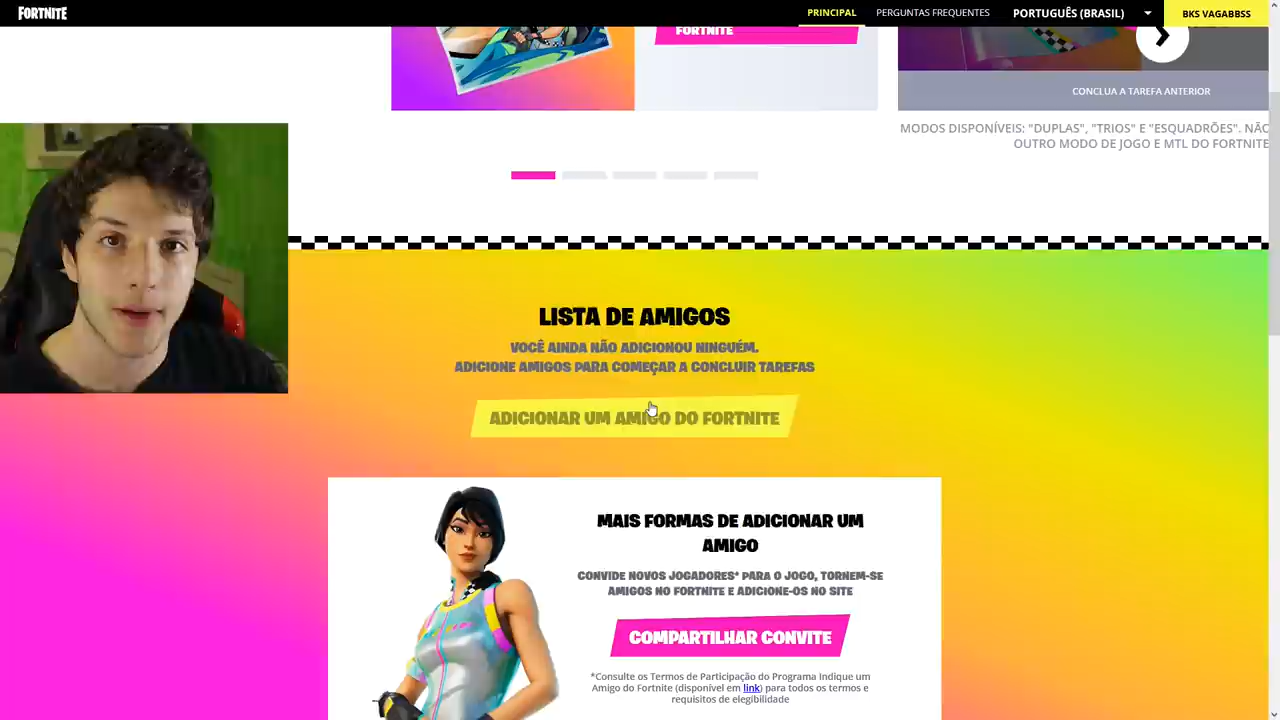 FORTNITE
PRINCIPAL
PERGUNTAS FREQUENTES
PORTUGUÊS (BRASIL)
BKS VAGABBSS
FORTNITE
CONCLUA A TAREFA ANTERIOR
MODOS DISPONÍVEIS: "DUPLAS", "TRIOS" E "ESQUADRÕES". NÃO
OUTRO MODO DE JOGO E MTL DO FORTNITE
LISTA DE AMIGOS
VOCÊ AINDA NÃO ADICIONOU NINGUÉM.
ADICIONE AMIGOS PARA COMEÇAR A CONCLUIR TAREFAS
ADICIONAR UM AMIGO DO FORTNITE
MAIS FORMAS DE ADICIONAR UM
AMIGO
CONVIDE NOVOS JOGADORES* PARA O JOGO, TORNEM-SE
AMIGOS NO FORTNITE E ADICIONE-OS NO SITE
COMPARTILHAR CONVITE
*Consulte os Termos de Participação do Programa Indique um
Amigo do Fortnite (disponível em link) para todos os termos e
requisitos de elegibilidade